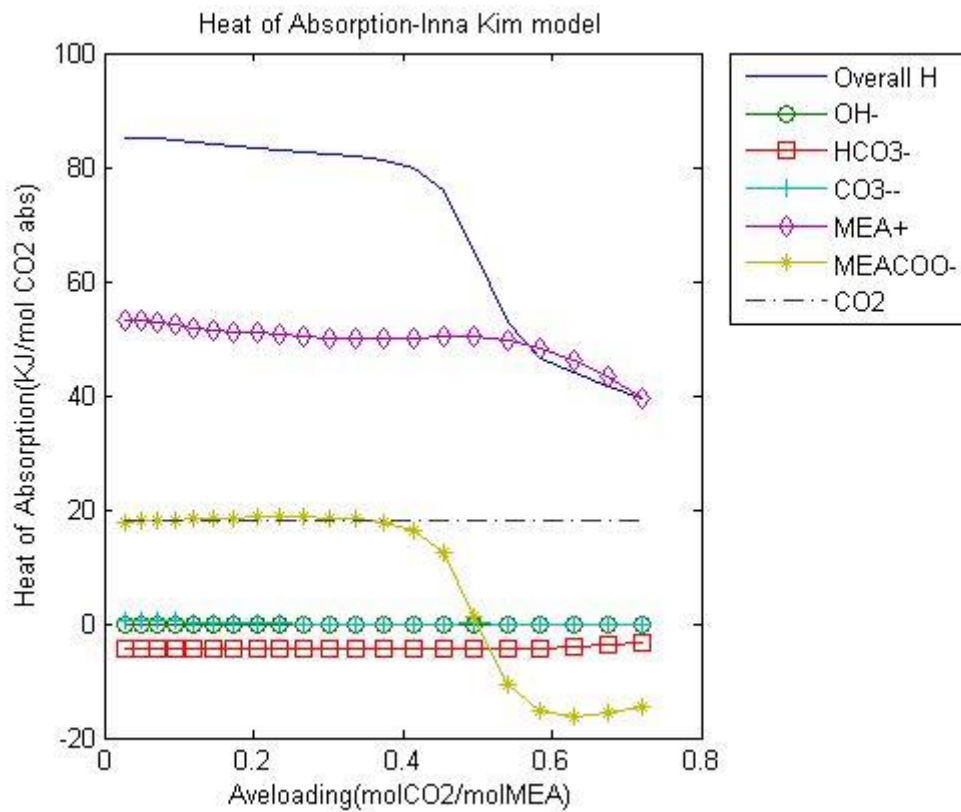 Heat of Absorption-Inna Kim model
100
80
60
40
20
0
-20
Heat of Absorption(KJ/mol CO2 abs)
0
0.2
0.4
0.6
0.8
Aveloading(molCO2/molMEA)
Overall H
OH-
HCO3-
CO3--
MEA+
MEACOO-
CO2